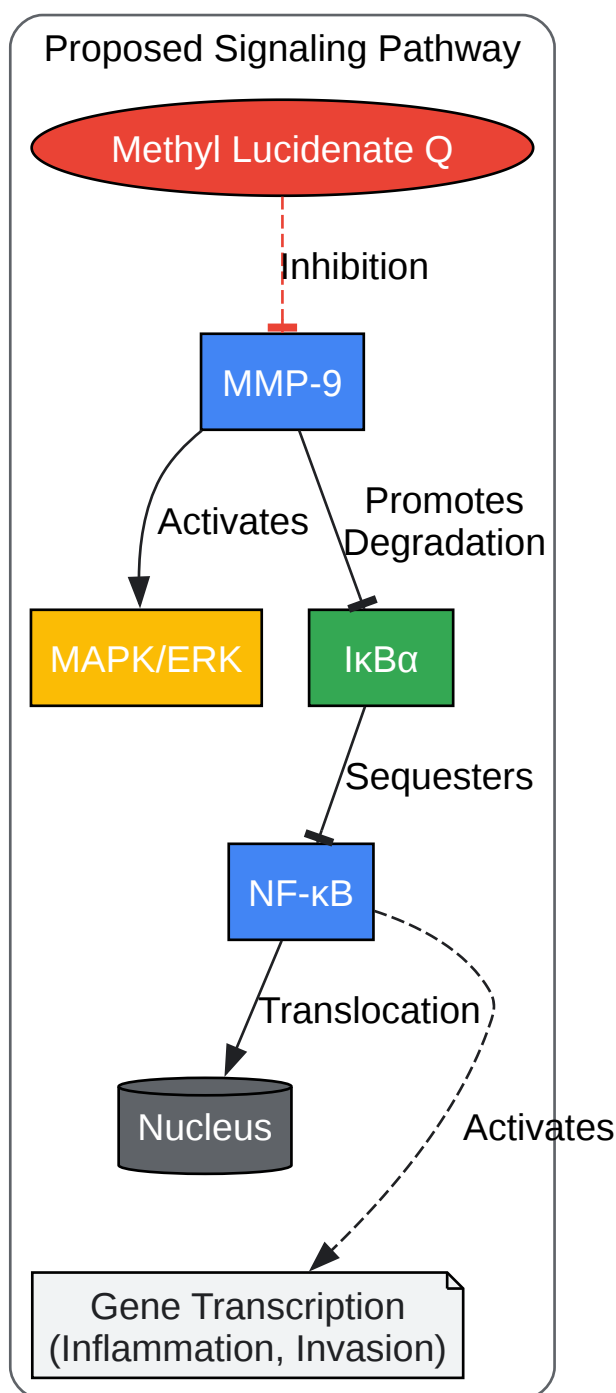 Proposed Signaling Pathway
Methyl Lucidenate Q
Inhibition
MMP-9
Activates
Promotes
Degradation
MAPK/ERK
IκBα
Sequesters
NF-κB
Translocation
Nucleus
Activates
Gene Transcription
(Inflammation, Invasion)